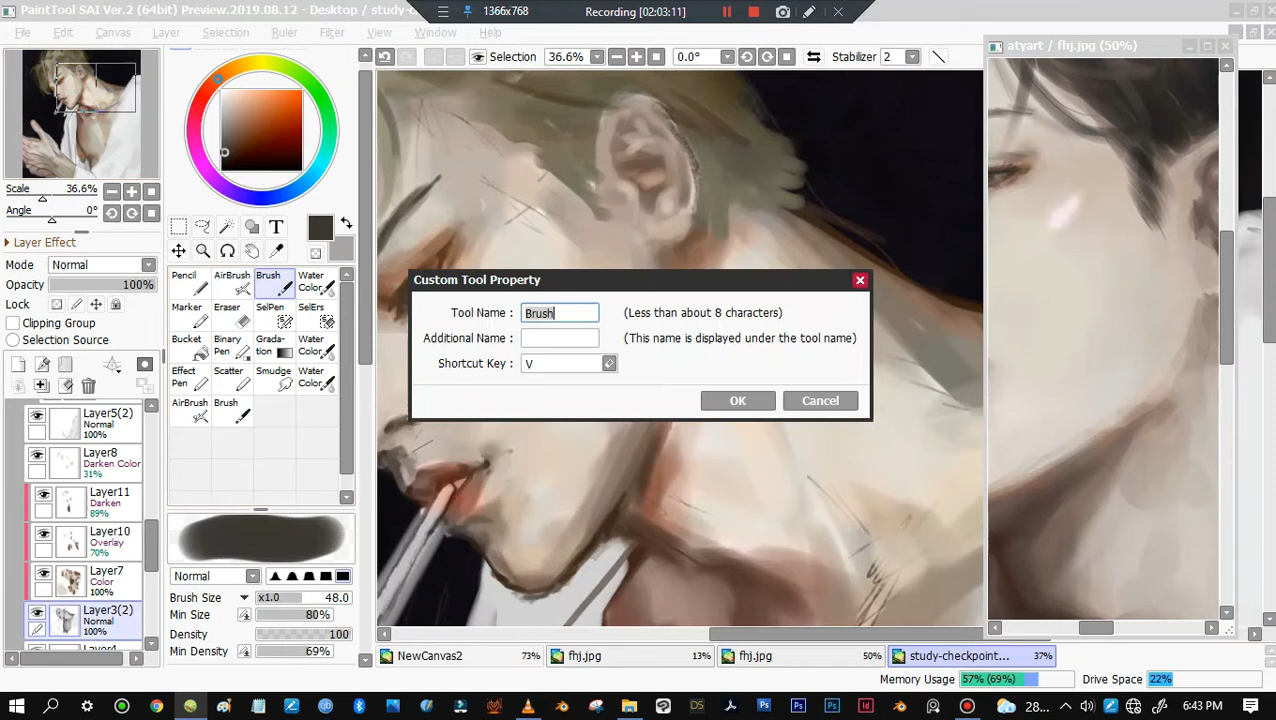 PaintTool SAI Ver.2 (64bit) Preview.2019.08.12 - Desktop / study-c
1366x768
Recording [02:03:11]
File Edit Canvas Layer Selection Ruler Filter View Window Help
Selection 36.6% 0.0° Stabilizer 2
atyart / fhj.jpg (50%)
Scale 36.6%
Angle 0°
Layer Effect
Mode Normal
Opacity 100%
Lock
Clipping Group
Selection Source
T
Pencil AirBrush Brush Water Color
Marker Eraser SelPen SelErs
Bucket Binary Pen Grada-tion Water Color
Effect Pen Scatter Smudge Water Color
AirBrush Brush
Layer5(2)
Normal
100%
Layer8
Darken Color
31%
Layer11
Darken
89%
Layer10
Overlay
70%
Layer7
Color
100%
Layer3(2)
Normal
100%
Normal
Brush Size x1.0 48.0
Min Size 80%
Density 100
Min Density 69%
Custom Tool Property
Tool Name : Brush (Less than about 8 characters)
Additional Name : (This name is displayed under the tool name)
Shortcut Key : V
OK Cancel
NewCanvas2 73% fhj.jpg 13% fhj.jpg 50% study-checkpoint... 37%
Memory Usage 57% (69%) Drive Space 22%
28... 6:43 PM